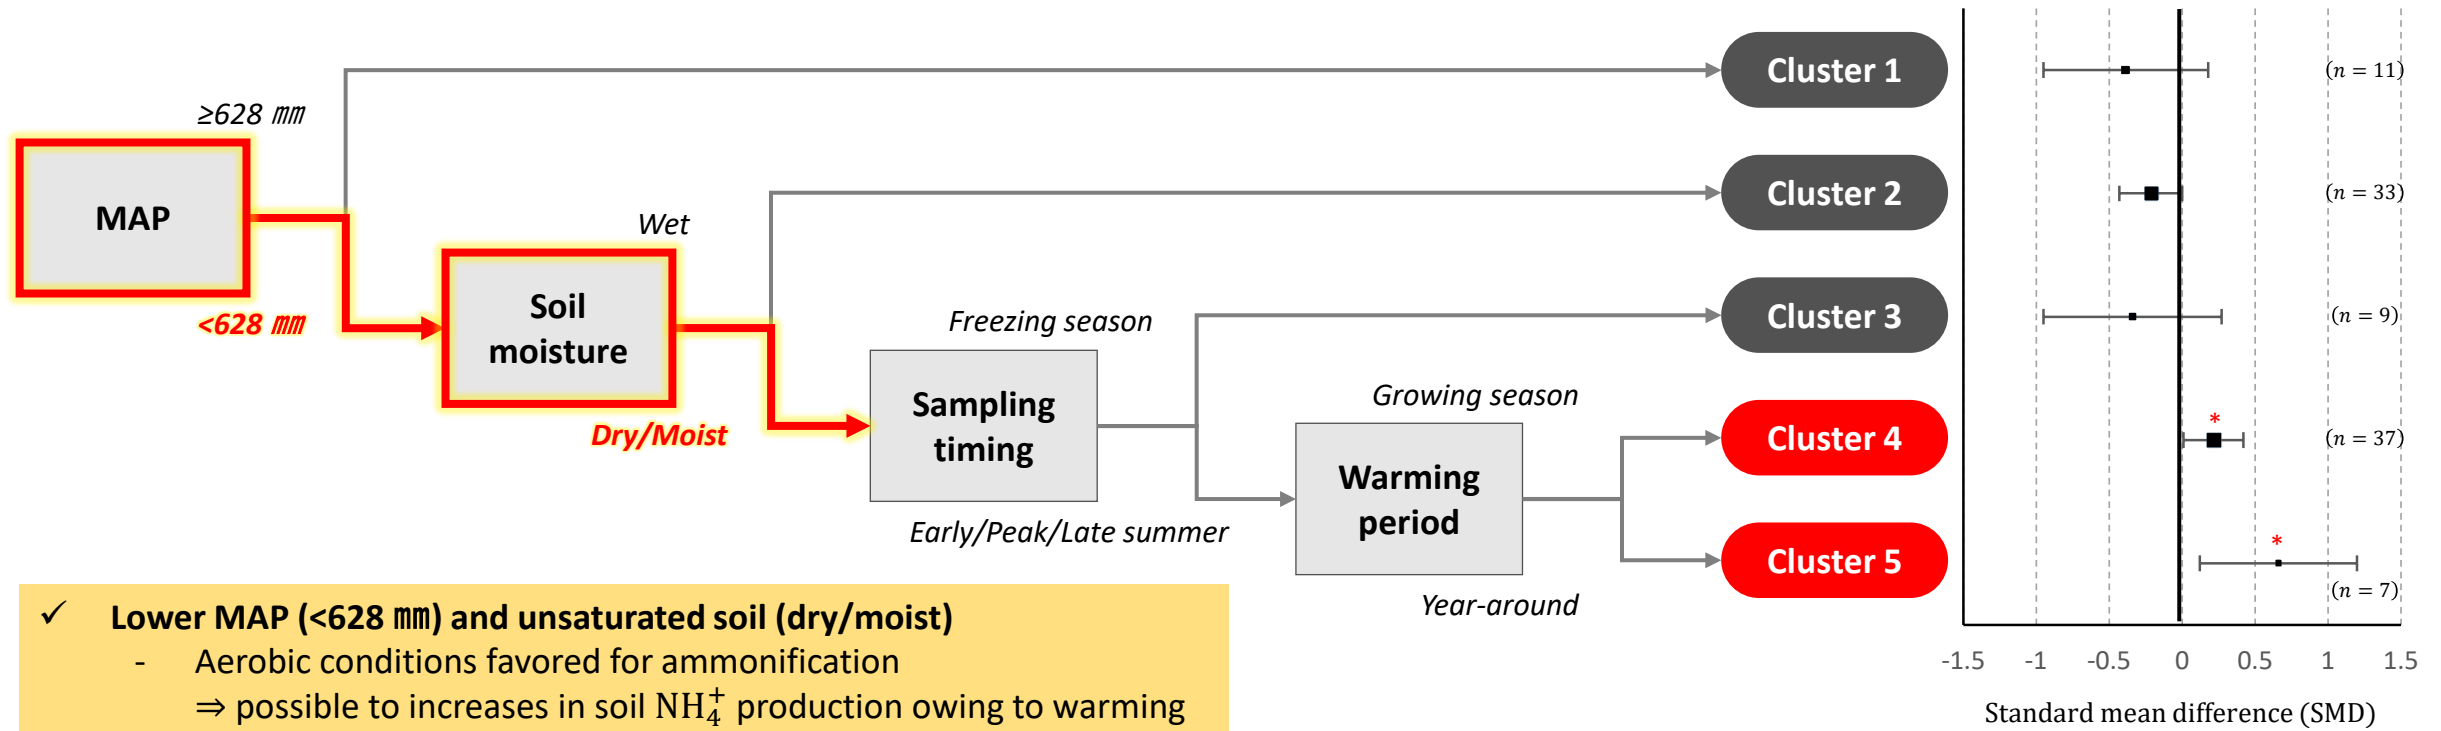 ≥628 ㎜
MAP
<628 ㎜
Wet
Soil
moisture
Dry/Moist
Freezing season
Sampling
timing
Early/Peak/Late summer
Growing season
Warming
period
Year-around
Cluster 1
Cluster 2
Cluster 3
Cluster 4
Cluster 5
(n = 11)
(n = 33)
(n = 9)
*
(n = 37)
*
(n = 7)
-1.5 -1 -0.5 0 0.5 1 1.5
Standard mean difference (SMD)
✓ Lower MAP (<628 ㎜) and unsaturated soil (dry/moist)
- Aerobic conditions favored for ammonification
⇒ possible to increases in soil NH₄⁺ production owing to warming